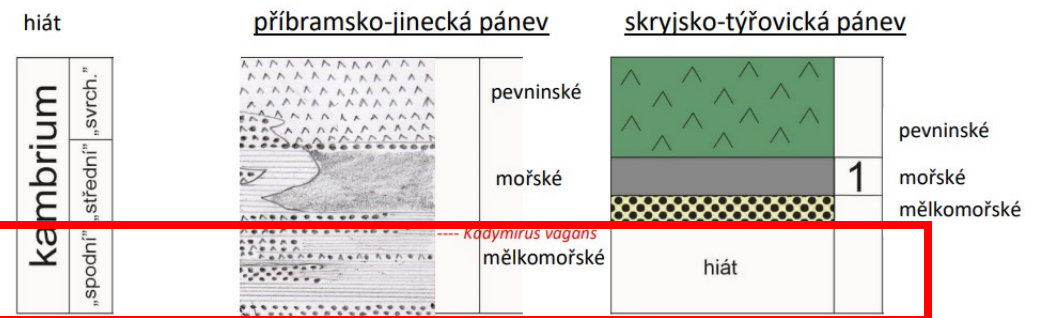 hiát
příbramsko-jinecká pánev
skryjsko-týřovická pánev
kambrium
„svrch.”
„střední”
„spodní”
pevninské
mořské
---- Kodymirus vagans
mělkomořské
pevninské
1
mořské
mělkomořské
hiát